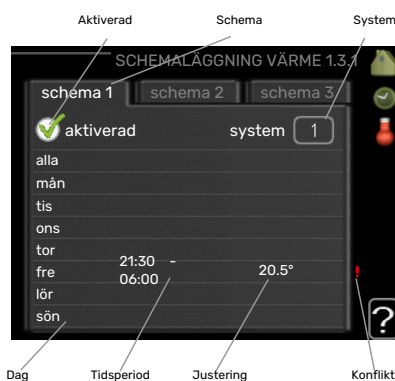 Aktiverad Schema System
SCHEMALÄGGNING VÄRME 1.3.1
schema 1 schema 2 schema 3
aktiverad system 1
alla
mån
tis
ons
tor
21:30 -
fre 20.5°
06:00
lör
sön
?
Dag Tidsperiod Justering Konflikt